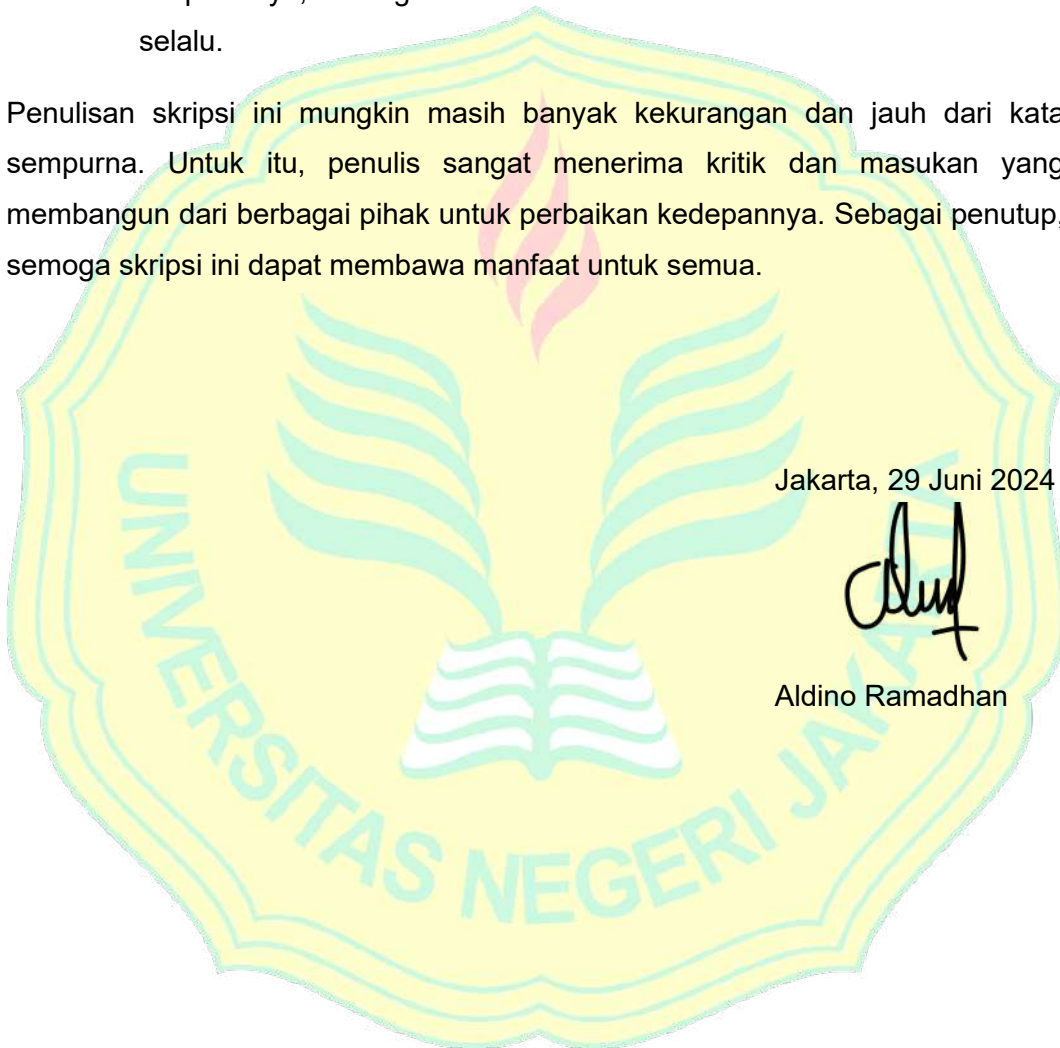 selalu.
Penulisan skripsi ini mungkin masih banyak kekurangan dan jauh dari kata
sempurna. Untuk itu, penulis sangat menerima kritik dan masukan yang
membangun dari berbagai pihak untuk perbaikan kedepannya. Sebagai penutup,
semoga skripsi ini dapat membawa manfaat untuk semua.
Jakarta, 29 Juni 2024
Aldino Ramadhan
UNIVERSITAS NEGERI JAKARTA